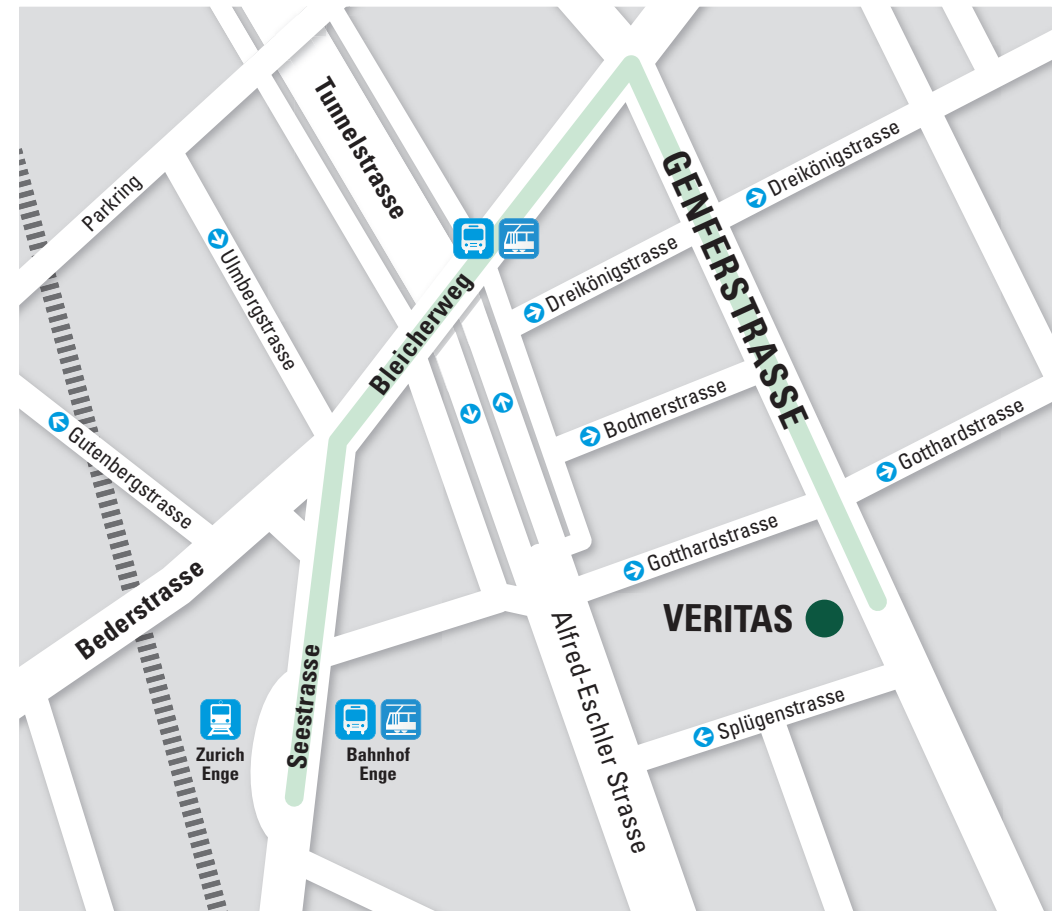 Tunnelstrasse
Parkring
Dreikönigstrasse
GENFERSTRASSE
Ulmbergstrasse
Dreikönigstrasse
Bleicherweg
Bodmerstrasse
Gotthardstrasse
Gutenbergstrasse
Gotthardstrasse
Bederstrasse
VERITAS
Alfred-Eschler Strasse
Seestrasse
Splügenstrasse
Zurich
Enge
Bahnhof
Enge